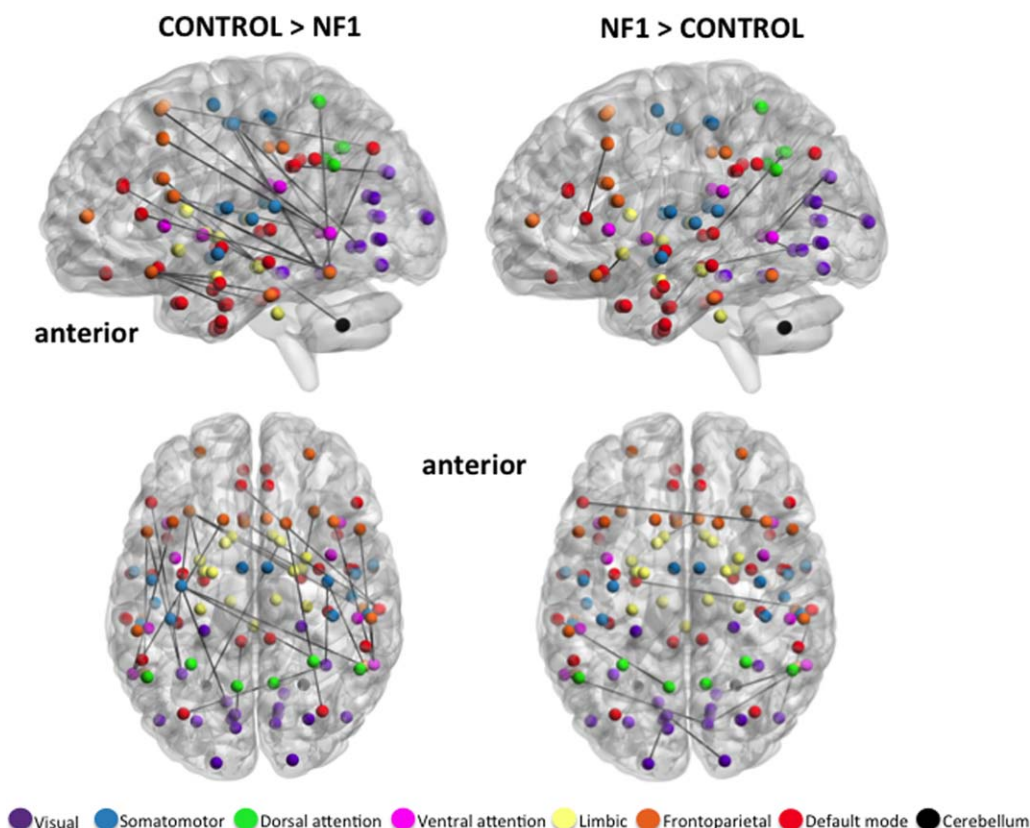 CONTROL > NF1
NF1 > CONTROL
anterior
anterior
Visual
Somatomotor
Dorsal attention
Ventral attention
Limbic
Frontoparietal
Default mode
Cerebellum